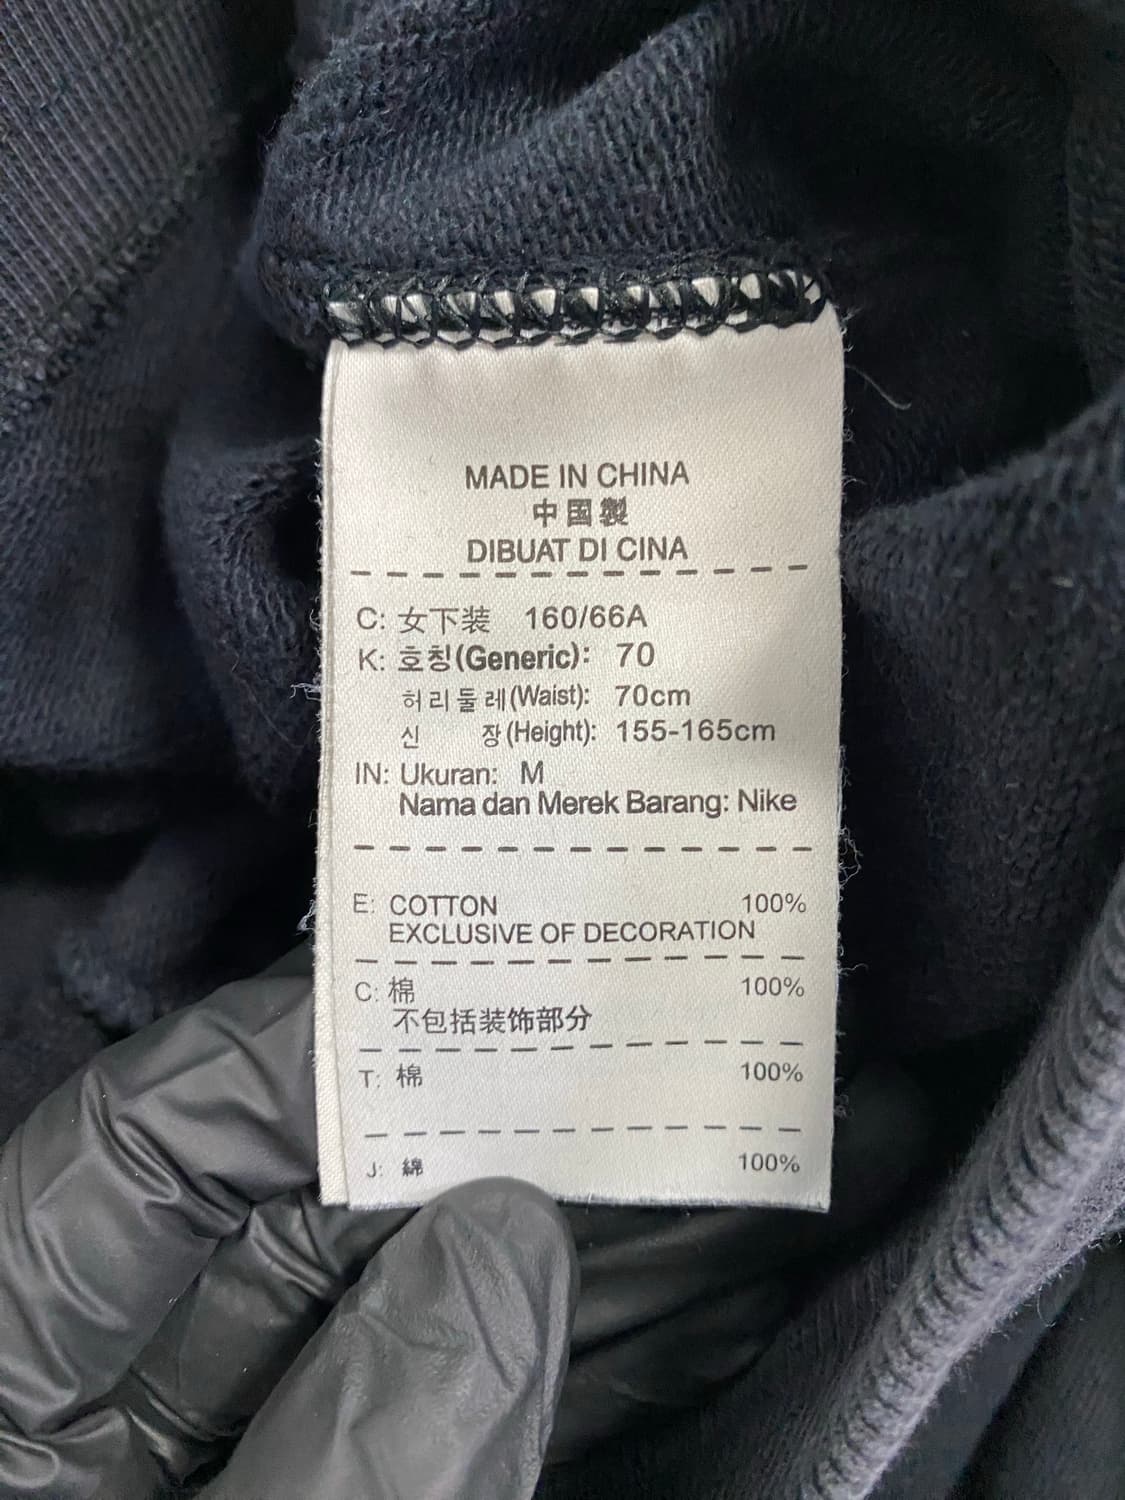 MADE IN CHINA
中国製
DIBUAT DI CINA
C: 女下装 160/66A
K: 호칭(Generic): 70
허리둘레(Waist): 70cm
신 장(Height): 155-165cm
IN: Ukuran: M
Nama dan Merek Barang: Nike
E: COTTON 100%
EXCLUSIVE OF DECORATION
C: 棉 100%
不包括装饰部分
T: 棉 100%
J: 綿 100%